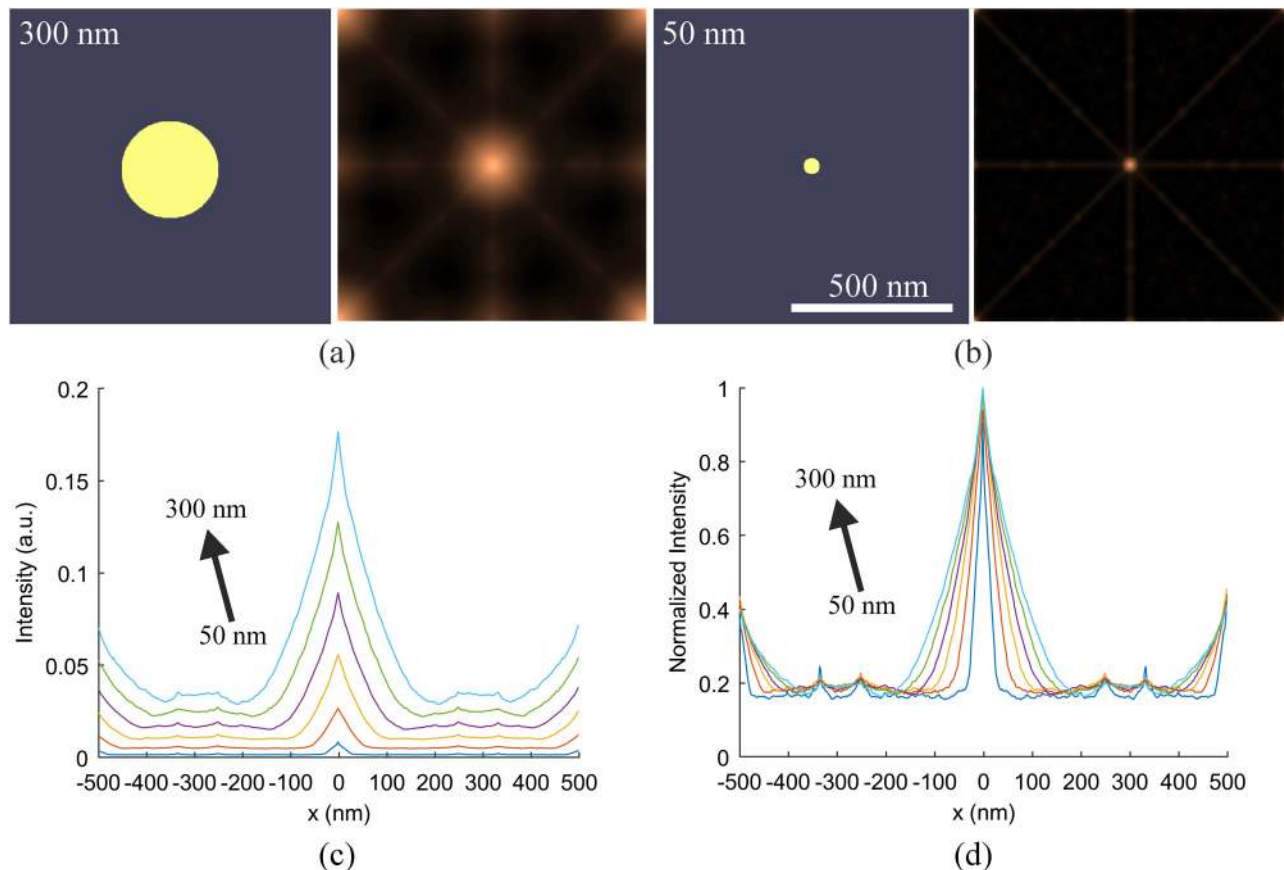 300 nm
50 nm
500 nm
(a)
(b)
0.2
0.15
0.1
0.05
0
Intensity (a.u.)
300 nm
50 nm
-500 -400 -300 -200 -100 0 100 200 300 400 500
x (nm)
(c)
1
0.8
0.6
0.4
0.2
0
Normalized Intensity
300 nm
50 nm
-500 -400 -300 -200 -100 0 100 200 300 400 500
x (nm)
(d)